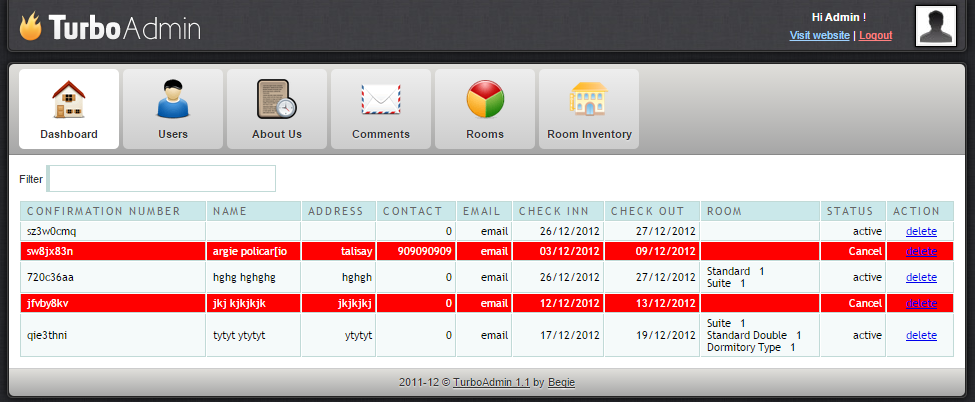 TurboAdmin
Hi Admin !
Visit website | Logout
Dashboard Users About Us Comments Rooms Room Inventory
Filter
CONFIRMATION NUMBER NAME ADDRESS CONTACT EMAIL CHECK INN CHECK OUT ROOM STATUS ACTION
sz3w0cmq 0 email 26/12/2012 27/12/2012 active delete
sw8jx83n argie policar[io talisay 909090909 email 03/12/2012 09/12/2012 Cancel delete
720c36aa hghg hghghg hghgh 0 email 26/12/2012 27/12/2012 Standard 1 active delete
Suite 1
jfvby8kv jkj kjkjkjk jkjkjkj 0 email 12/12/2012 13/12/2012 Cancel delete
qie3thni tytyt ytytyt ytytyt 0 email 17/12/2012 19/12/2012 Suite 1 active delete
Standard Double 1
Dormitory Type 1
2011-12 © TurboAdmin 1.1 by Begie